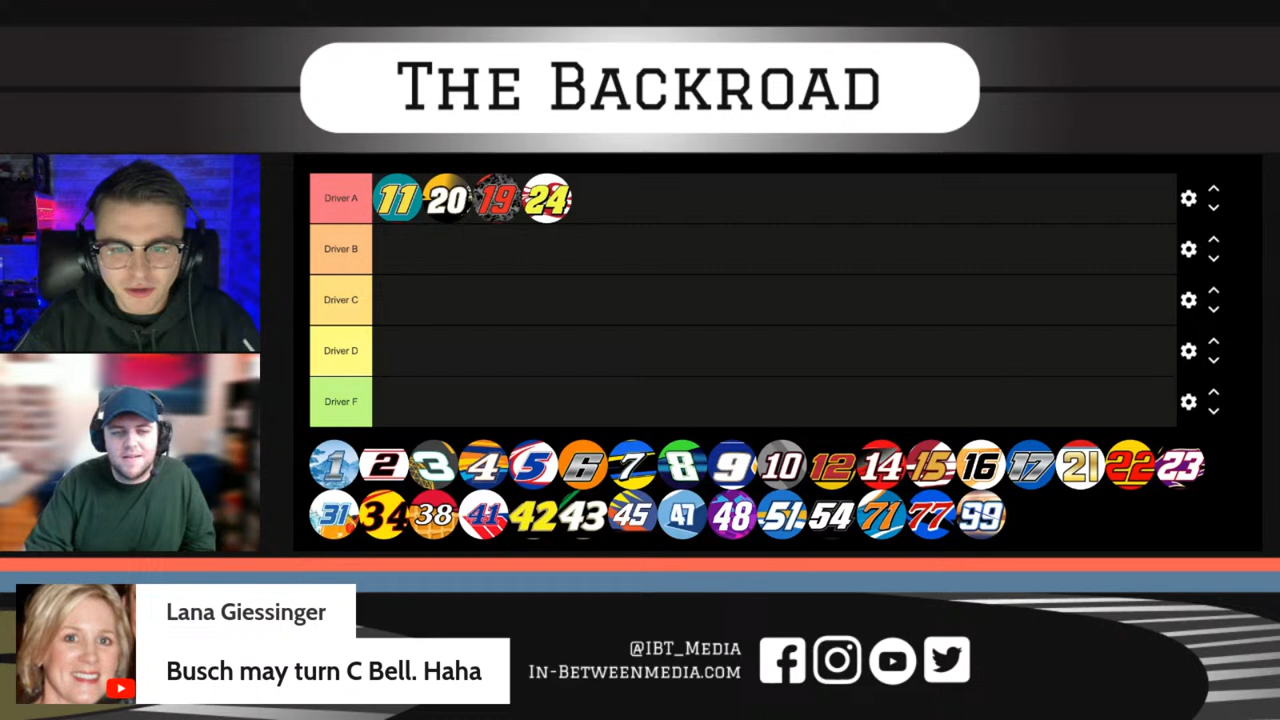 The Backroad
Driver A 11 20 19 24
Driver B
Driver C
Driver D
Driver F
1 2 3 4 5 6 7 8 9 10 12 14 15 16 17 21 22 23
31 34 38 41 42 43 45 47 48 51 54 71 77 99
Lana Giessinger
Busch may turn C Bell. Haha
@IBT_Media
In-Betweenmedia.com